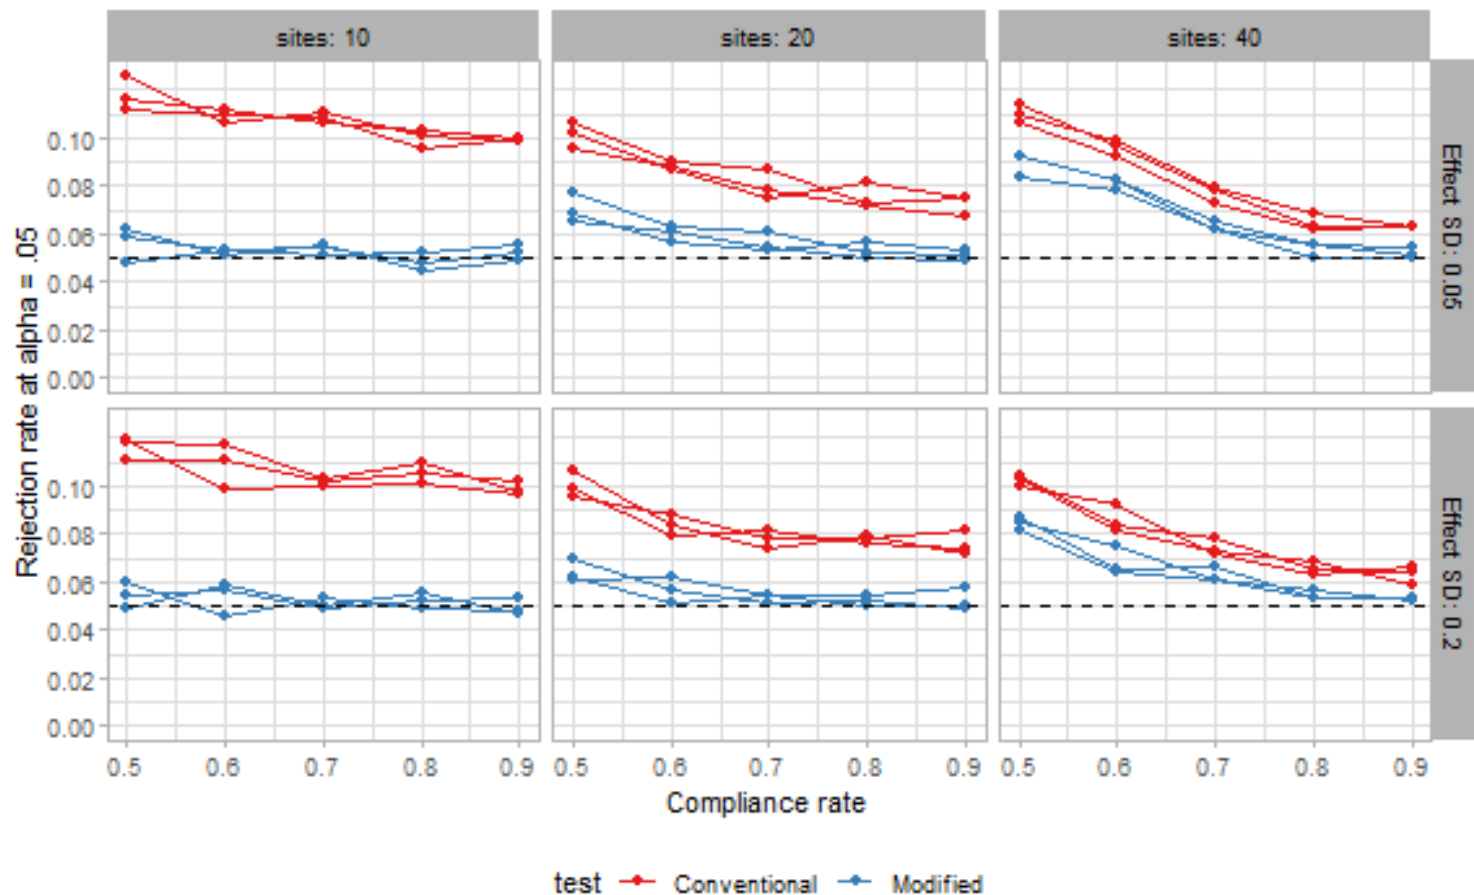 sites: 10
sites: 20
sites: 40
Rejection rate at alpha = .05
0.10
0.08
0.06
0.04
0.02
0.00
Effect SD: 0.05
0.10
0.08
0.06
0.04
0.02
0.00
Effect SD: 0.2
0.5 0.6 0.7 0.8 0.9
0.5 0.6 0.7 0.8 0.9
0.5 0.6 0.7 0.8 0.9
Compliance rate
test Conventional Modified